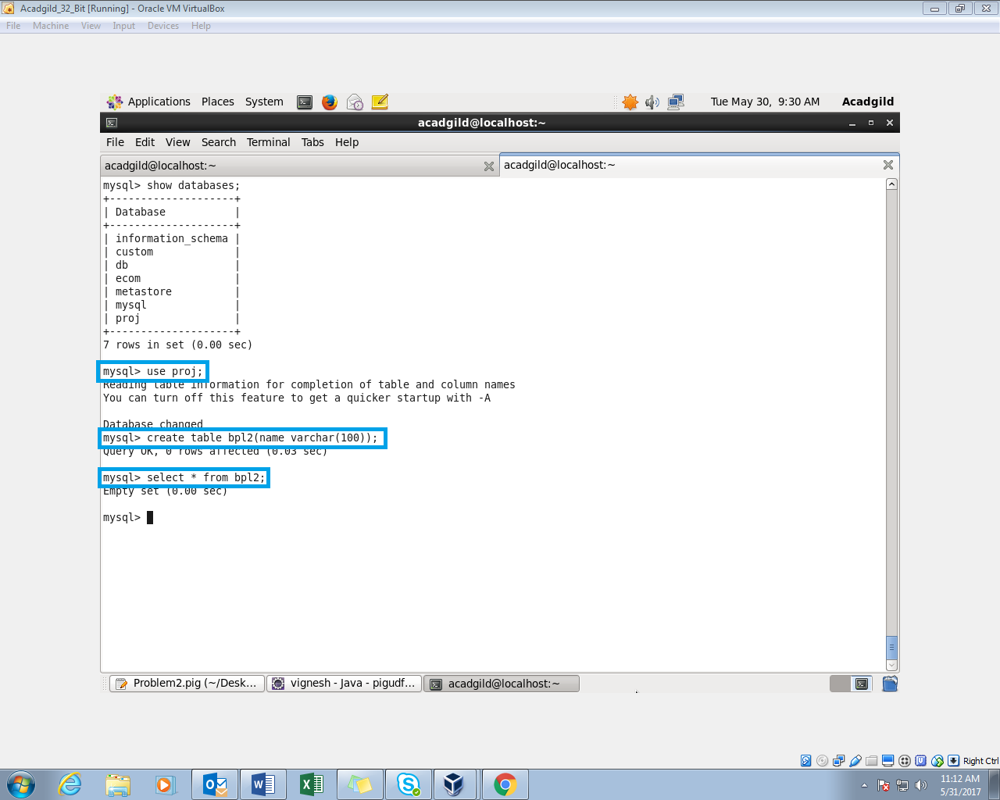 Acadgild_32_Bit [Running] - Oracle VM VirtualBox
File Machine View Input Devices Help
Applications Places System Tue May 30, 9:30 AM Acadgild
acadgild@localhost:~
File Edit View Search Terminal Tabs Help
acadgild@localhost:~ acadgild@localhost:~
mysql> show databases;
+--------------------+
| Database           |
+--------------------+
| information_schema |
| custom             |
| db                 |
| ecom               |
| metastore          |
| mysql              |
| proj               |
+--------------------+
7 rows in set (0.00 sec)
mysql> use proj;
Reading table information for completion of table and column names
You can turn off this feature to get a quicker startup with -A
Database changed
mysql> create table bpl2(name varchar(100));
Query OK, 0 rows affected (0.03 sec)
mysql> select * from bpl2;
Empty set (0.00 sec)
mysql>
Problem2.pig (~/Desk... vignesh - Java - pigudf... acadgild@localhost:~
Right Ctrl
11:12 AM
5/31/2017